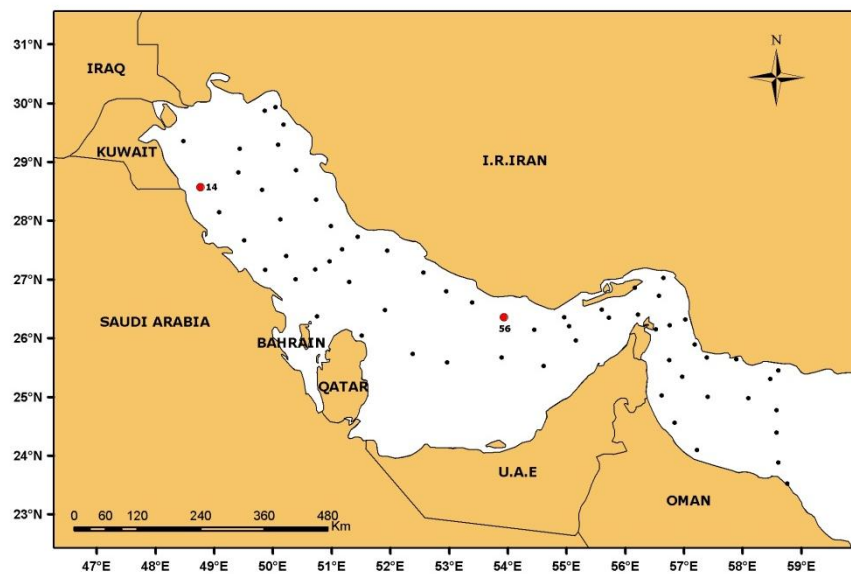 N
31°N
IRAQ
30°N
KUWAIT
29°N
I.R.IRAN
14
28°N
27°N
SAUDI ARABIA
56
26°N
BAHRAIN
QATAR
25°N
24°N
U.A.E
OMAN
23°N
0 60 120 240 360 480
Km
47°E 48°E 49°E 50°E 51°E 52°E 53°E 54°E 55°E 56°E 57°E 58°E 59°E